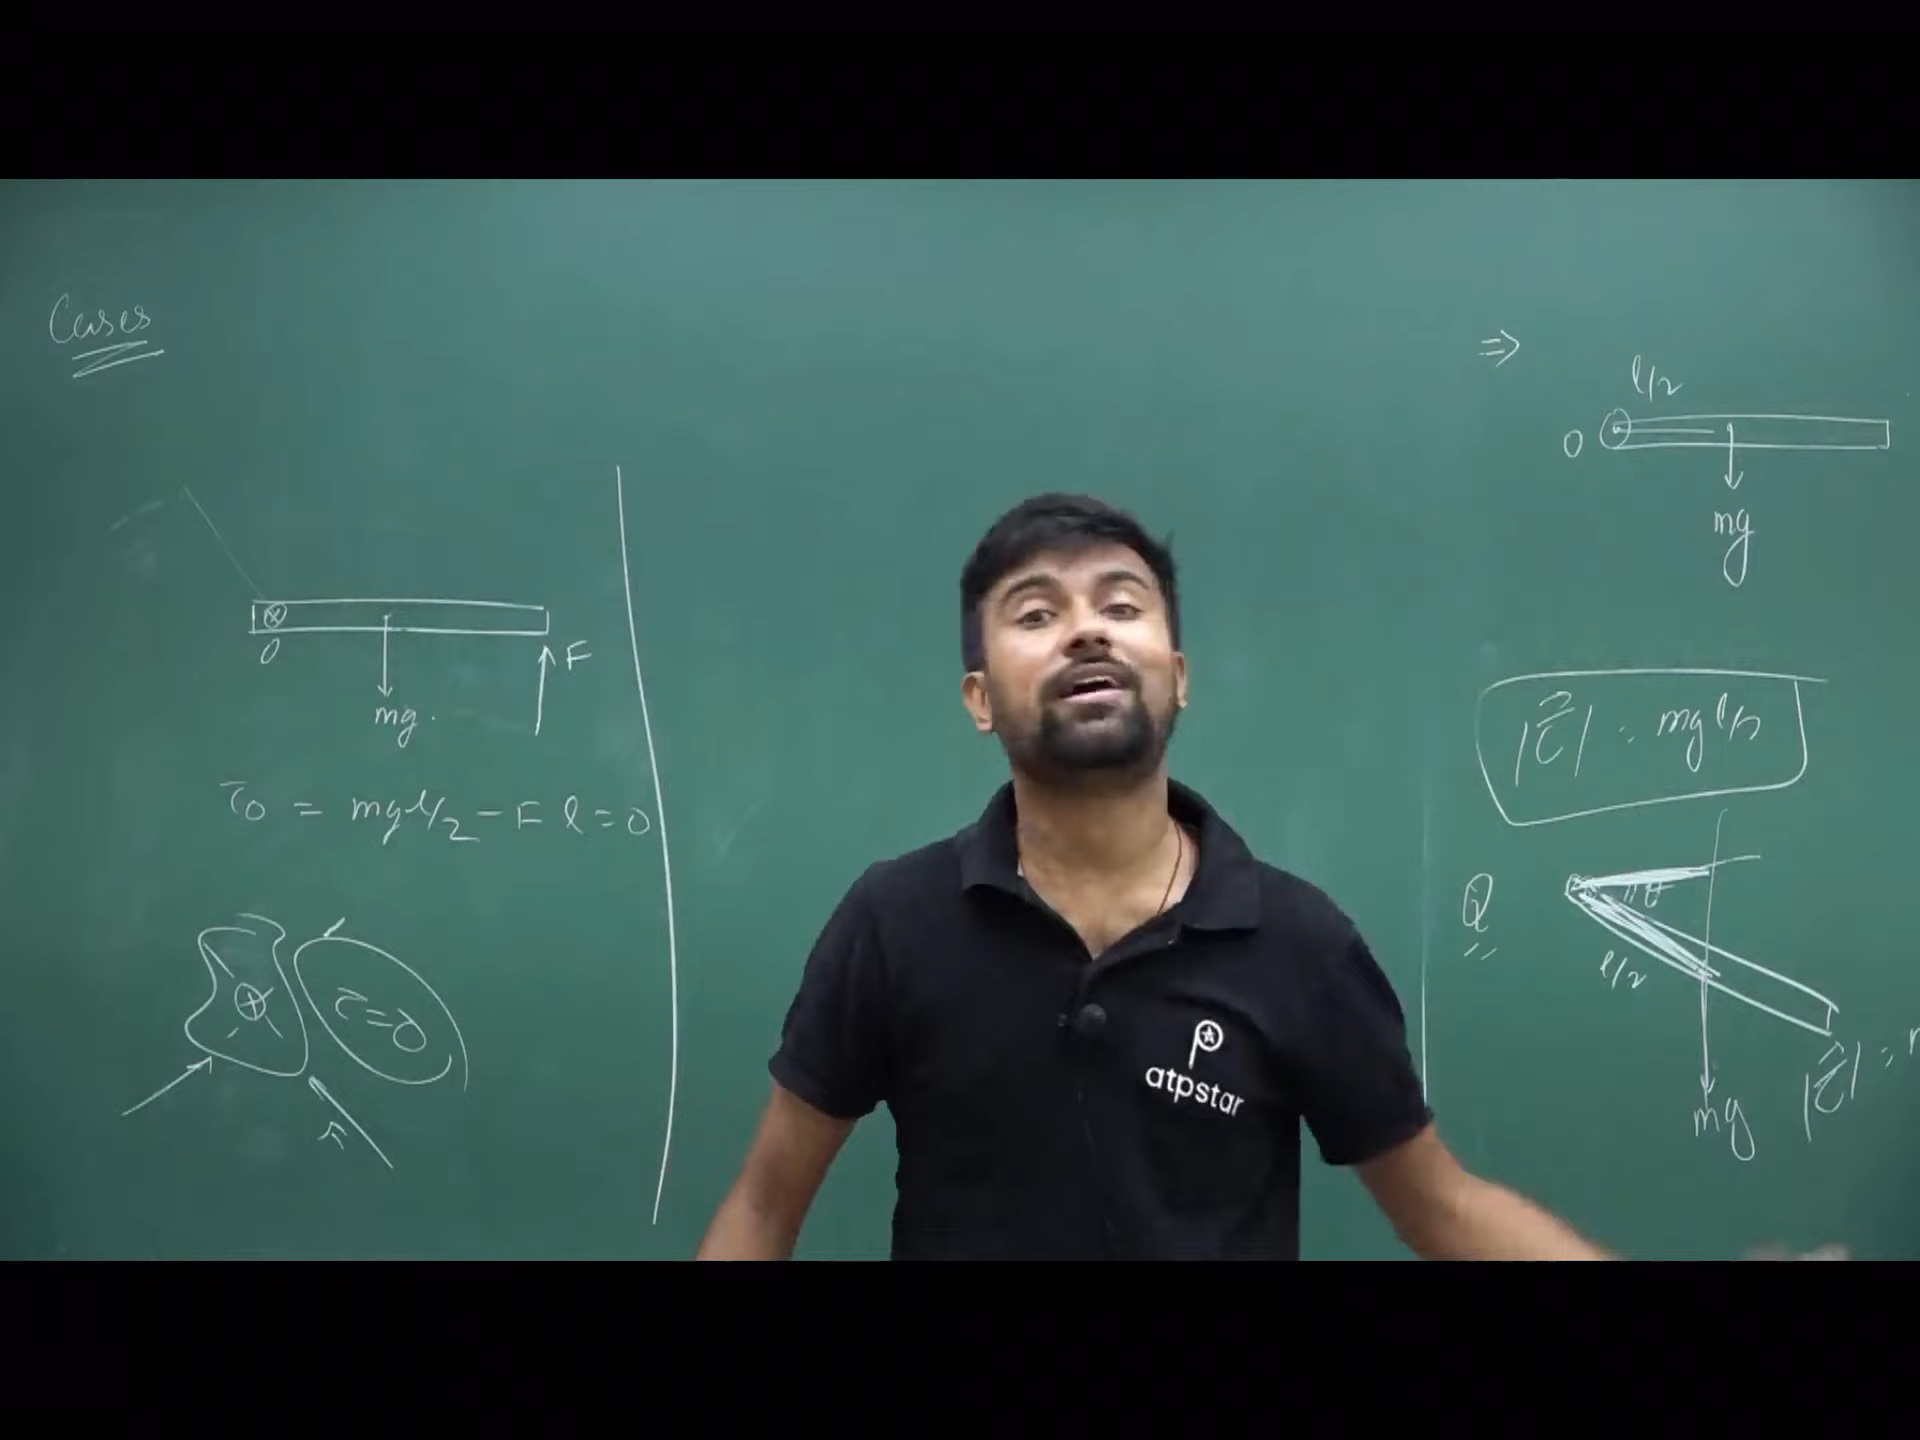 Cases
O
mg.
F
τ₀ = mg l/2 - F l = 0
τ = 0
F
atpstar
⇒
l/2
O
mg
|τ⃗| = mg l/2
Q
θ
l/2
mg
|τ⃗| =